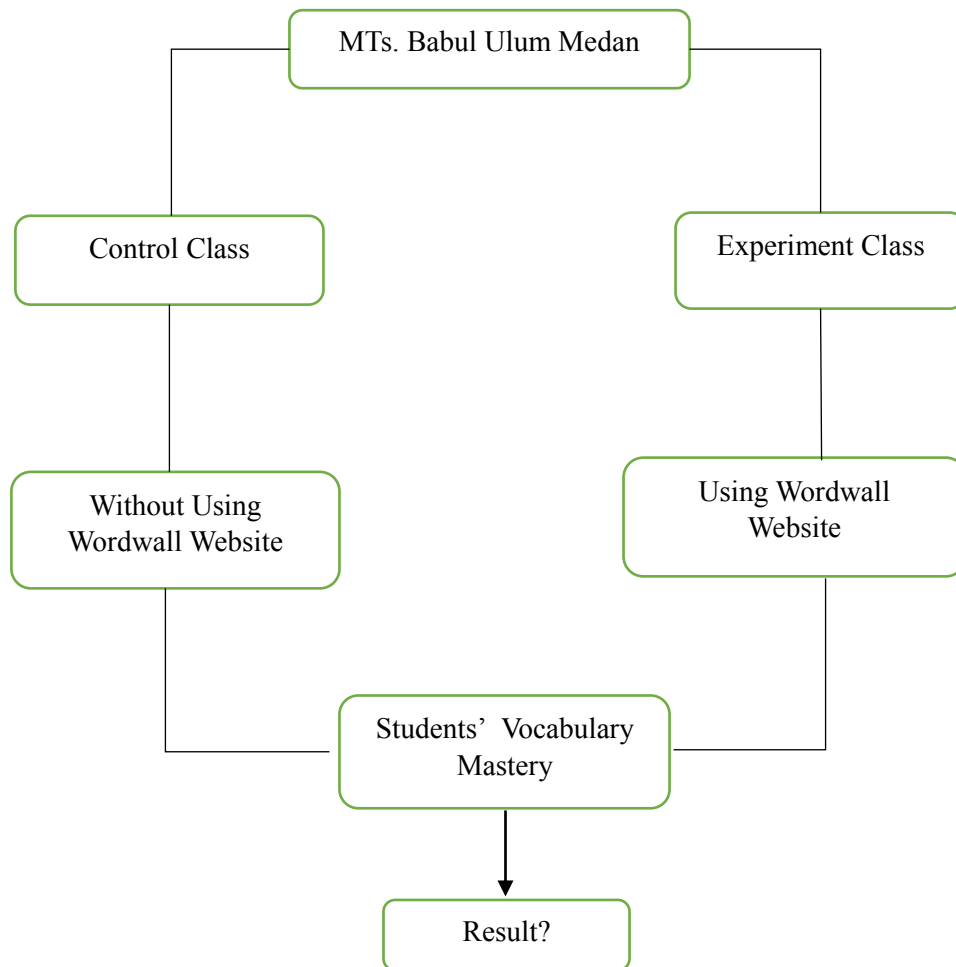 MTs. Babul Ulum Medan
Control Class
Experiment Class
Without Using
Wordwall Website
Using Wordwall
Website
Students’ Vocabulary
Mastery
Result?